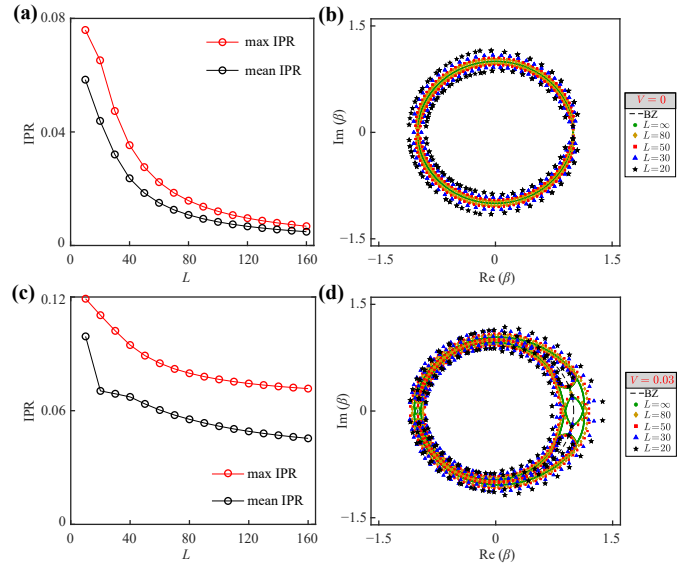 (a)
0.08
0.04
0
IPR
max IPR
mean IPR
0
40
80
120
160
L
(b)
1.5
0
−1.5
Im (β)
−1.5
0
1.5
Re (β)
V = 0
BZ
L=∞
L=80
L=50
L=30
L=20
(c)
0.12
0.06
0
IPR
max IPR
mean IPR
0
40
80
120
160
L
(d)
1.5
0
−1.5
Im (β)
−1.5
0
1.5
Re (β)
V = 0.03
BZ
L=∞
L=80
L=50
L=30
L=20